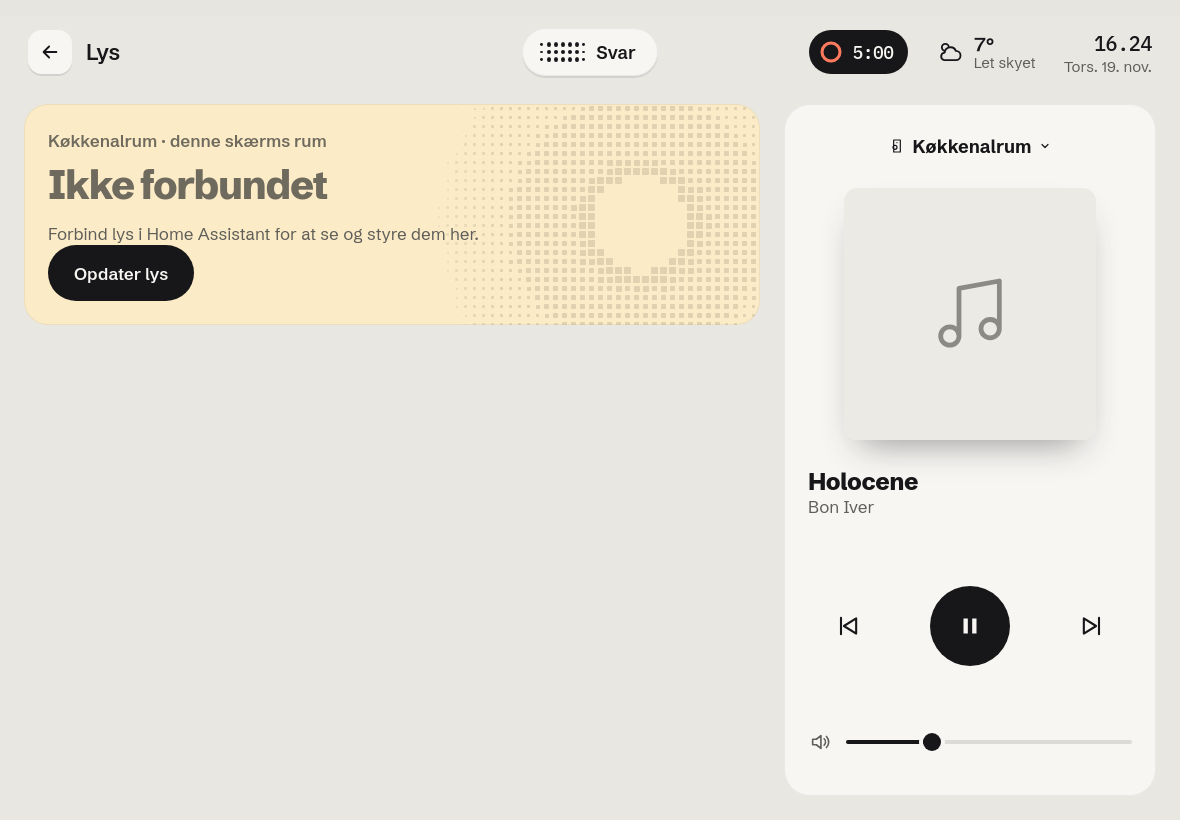 Lys
Svar
5:00
7°
Let skyet
16.24
Tors. 19. nov.
Køkkenalrum · denne skærms rum
Ikke forbundet
Forbind lys i Home Assistant for at se og styre dem her.
Opdater lys
Køkkenalrum
Holocene
Bon Iver